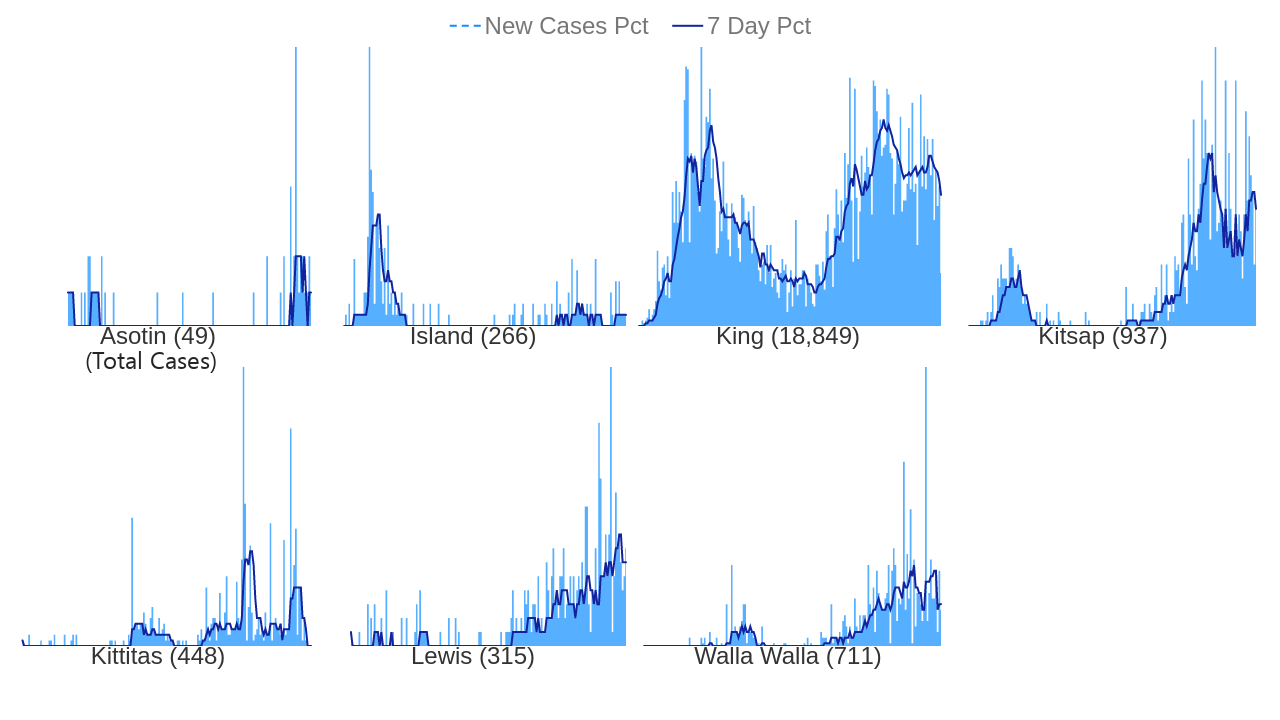 New Cases Pct 7 Day Pct
Asotin (49) Island (266) King (18,849) Kitsap (937)
(Total Cases)
Kittitas (448) Lewis (315) Walla Walla (711)